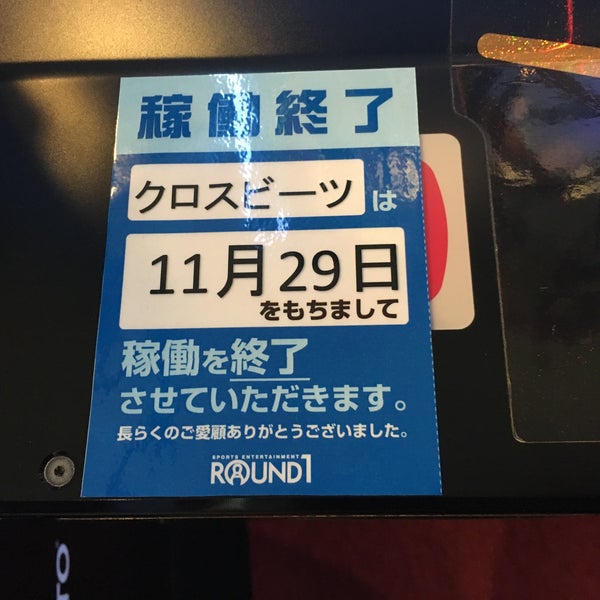 稼働終了
クロスビーツは
11月29日
をもちまして
稼働を終了
させていただきます。
長らくのご愛顧ありがとうございました。
SPORTS ENTERTAINMENT
ROUND1